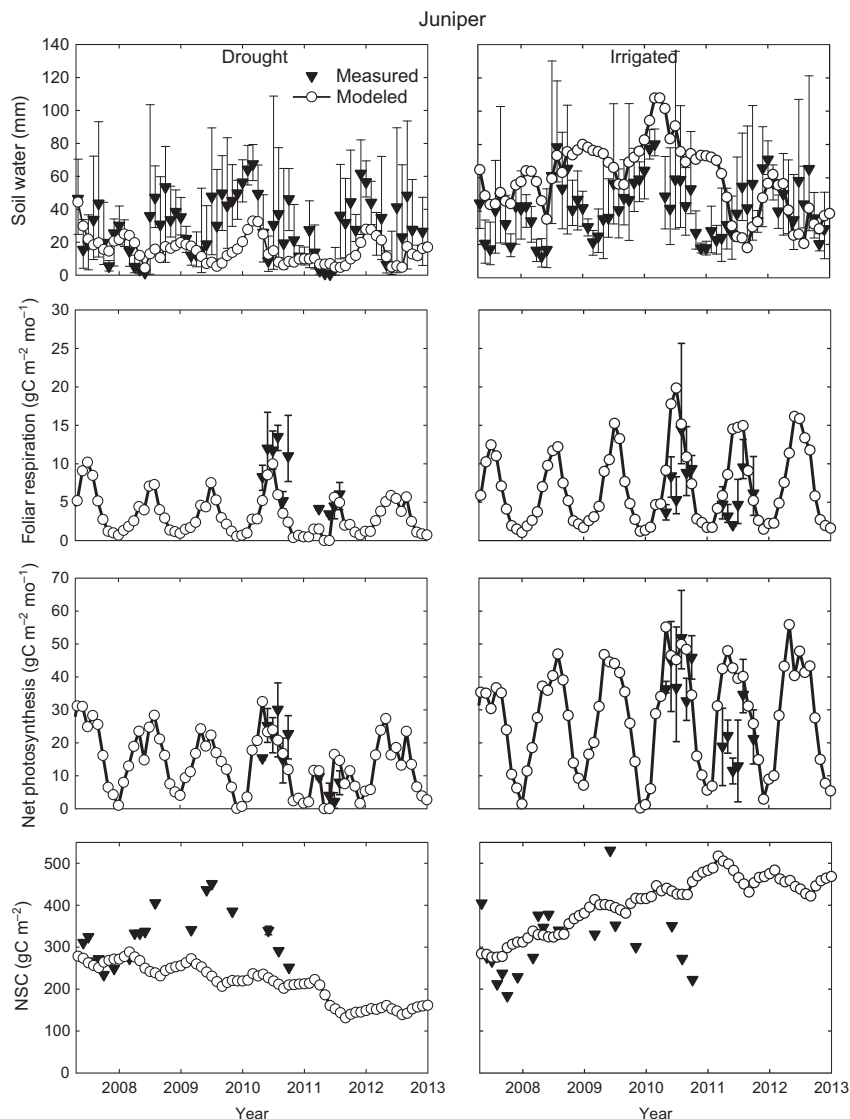 Juniper
Drought
Measured
Modeled
Soil water (mm)
140
120
100
80
60
40
20
0
Irrigated
Foliar respiration (gC m−2 mo−1)
30
25
20
15
10
5
0
Net photosynthesis (gC m−2 mo−1)
70
60
50
40
30
20
10
0
NSC (gC m−2)
500
400
300
200
100
0
2008 2009 2010 2011 2012 2013
Year
2008 2009 2010 2011 2012 2013
Year